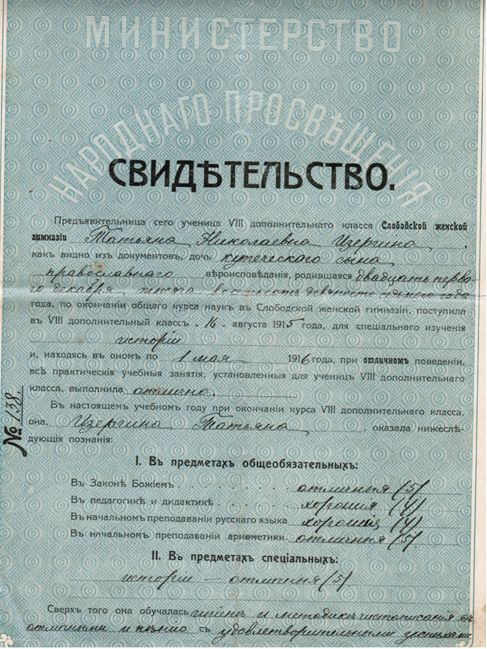 МИНИСТЕРСТВО
НАРОДНАГО ПРОСВѢЩЕНІЯ
СВИДѢТЕЛЬСТВО.
Предъявительница сего ученица VIII дополнительнаго класса Слободской женской
гимназіи Татьяна Николаевна Изергина,
какъ видно изъ документовъ, дочь купеческаго сына
православнаго вѣроисповѣданія, родившаяся двадцать перва-
го декабря тысяча восемьсотъ девяносто года
года, по окончаніи общаго курса наукъ въ Слободской женской гимназіи, поступила
въ VIII дополнительный классъ 16 августа 1915 года, для спеціальнаго изученія
исторіи
и, находясь въ ономъ по 1 мая 1916 года, при отличномъ поведеніи,
всѣ практическія учебныя занятія, установленныя для ученицъ VIII дополнительнаго
класса, выполнила отлично.
Въ настоящемъ учебномъ году при окончаніи курса VIII дополнительнаго класса,
она, Изергина Татьяна, оказала нижеслѣ-
дующія познанія:
№ 138.
I. Въ предметахъ общеобязательныхъ:
Въ Законѣ Божіемъ отличныя (5)
Въ педагогикѣ и дидактикѣ хорошія (4)
Въ начальномъ преподаваніи русскаго языка хорошія (4)
Въ начальномъ преподаваніи ариѳметики отличныя (5)
II. Въ предметахъ спеціальныхъ:
исторіи – отличныя (5)
Сверхъ того она обучалась гигіенѣ и методикѣ чистописанія съ
отличными и пѣнію съ удовлетворительными успѣхами